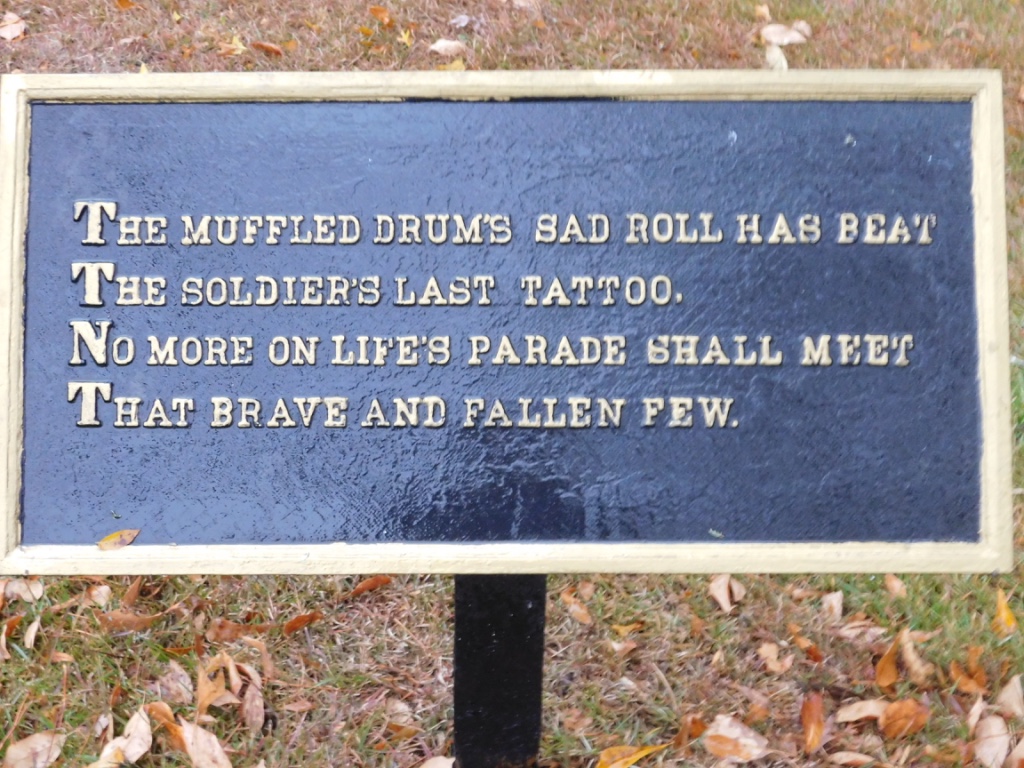 THE MUFFLED DRUM'S SAD ROLL HAS BEAT
THE SOLDIER'S LAST TATTOO.
NO MORE ON LIFE'S PARADE SHALL MEET
THAT BRAVE AND FALLEN FEW.